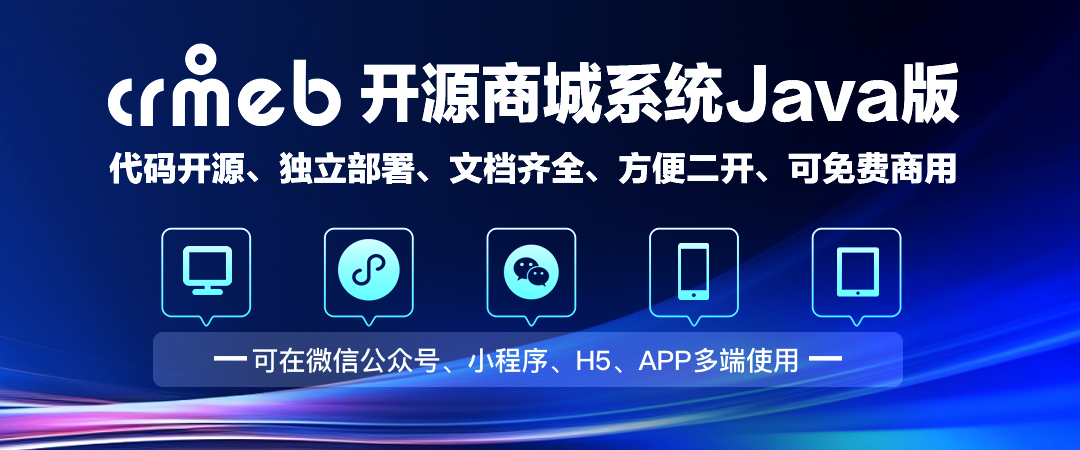 crmeb 开源商城系统Java版
代码开源、独立部署、文档齐全、方便二开、可免费商用
可在微信公众号、小程序、H5、APP多端使用